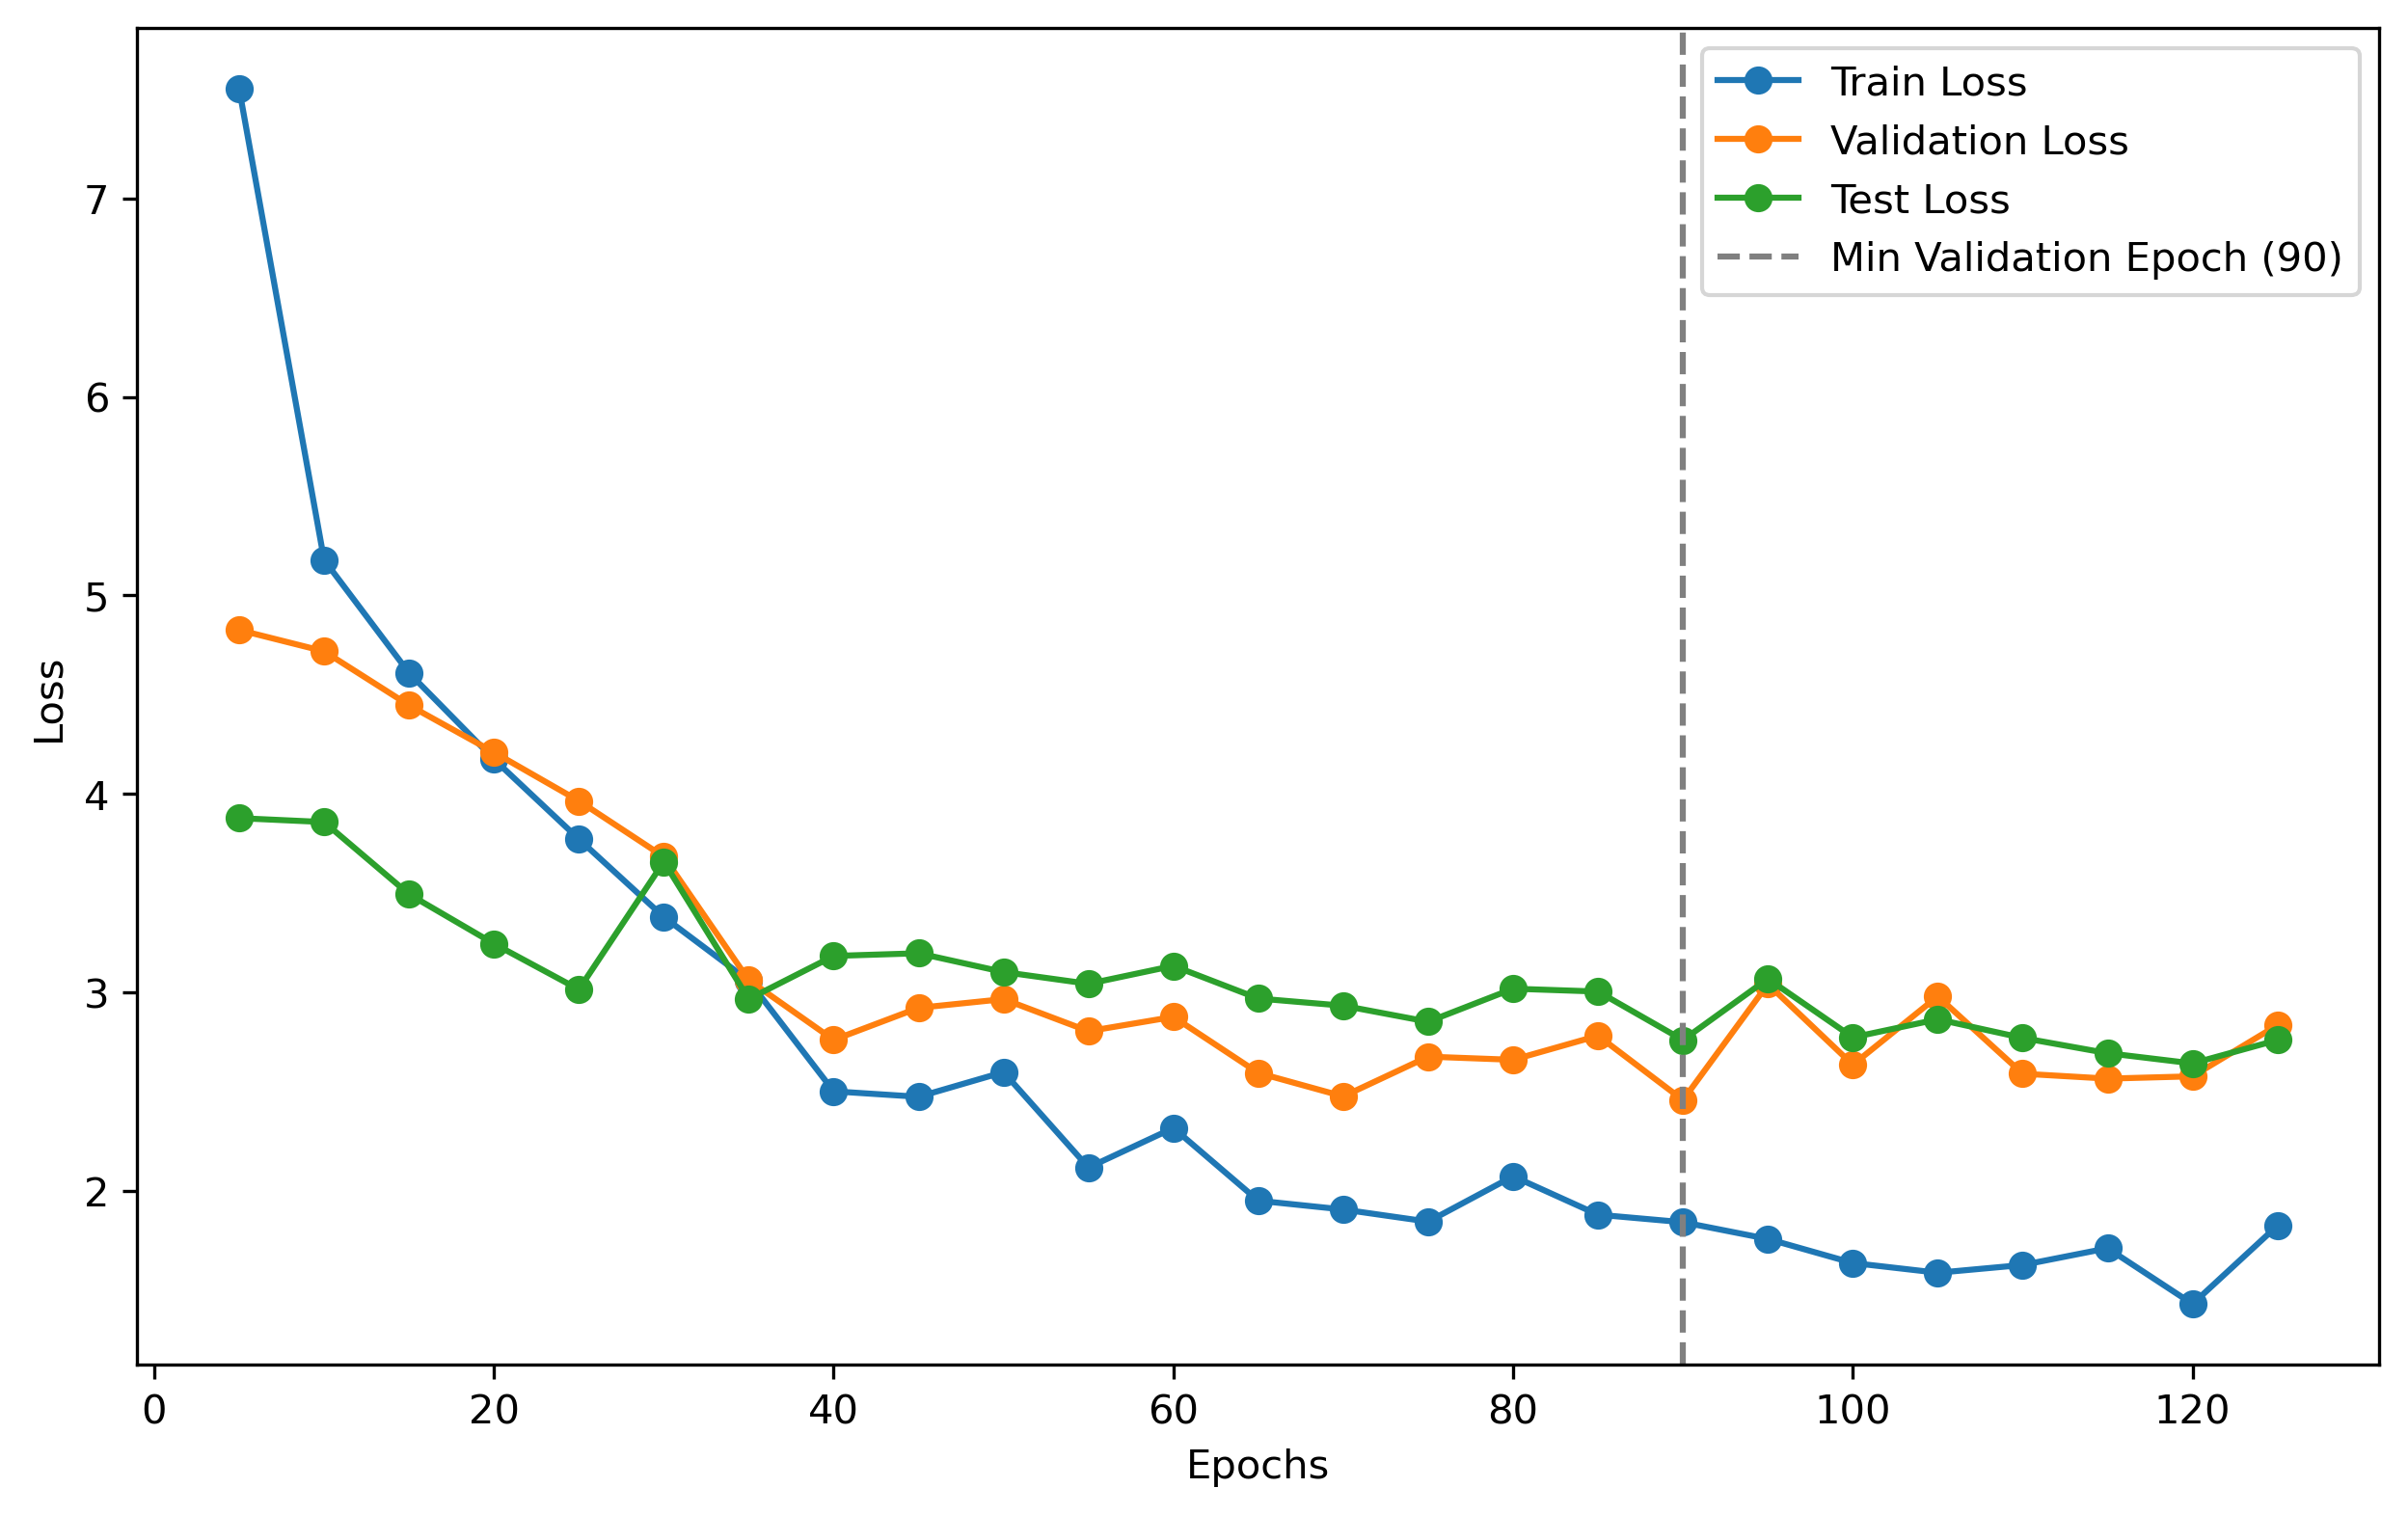 Train Loss
Validation Loss
Test Loss
Min Validation Epoch (90)
Loss
7
6
5
4
3
2
0 20 40 60 80 100 120
Epochs